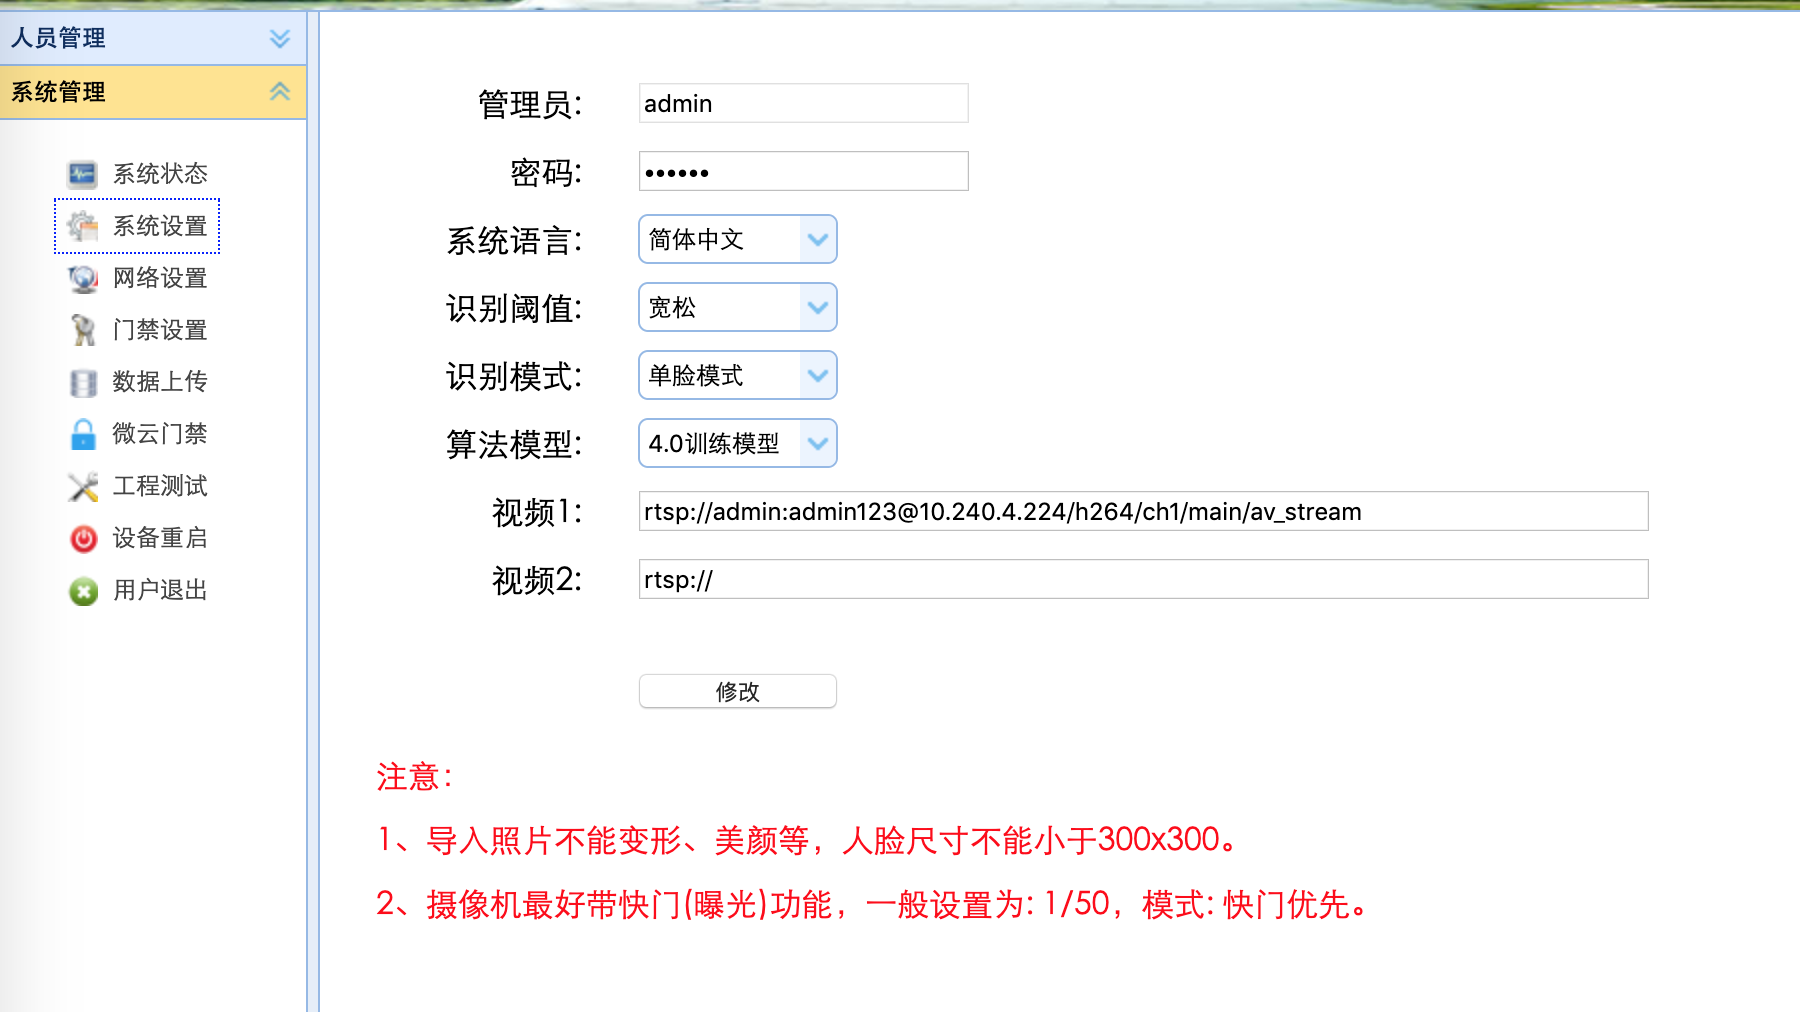 人员管理
系统管理
系统状态
系统设置
网络设置
门禁设置
数据上传
微云门禁
工程测试
设备重启
用户退出
管理员: admin
密码: ••••••
系统语言: 简体中文
识别阈值: 宽松
识别模式: 单脸模式
算法模型: 4.0训练模型
视频1: rtsp://admin:admin123@10.240.4.224/h264/ch1/main/av_stream
视频2: rtsp://
修改
注意：
1、导入照片不能变形、美颜等，人脸尺寸不能小于300x300。
2、摄像机最好带快门(曝光)功能，一般设置为: 1/50，模式: 快门优先。